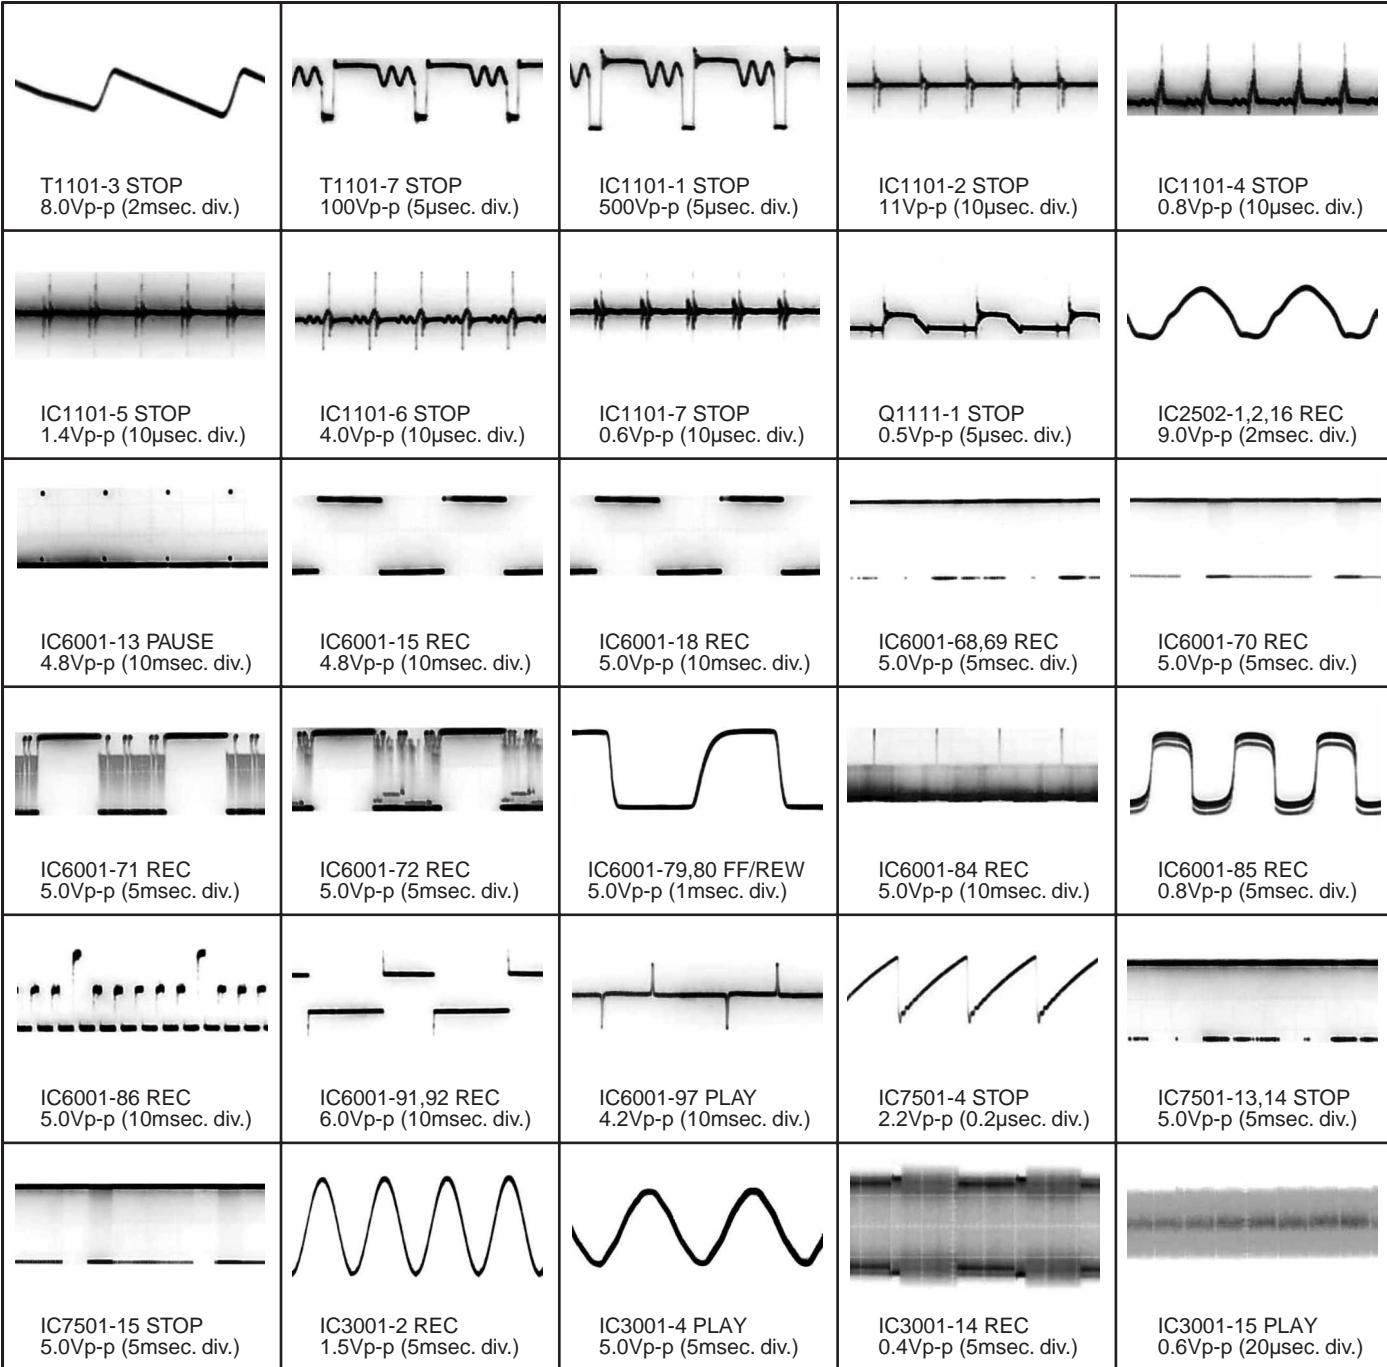 T1101-3 STOP
8.0Vp-p (2msec. div.)
T1101-7 STOP
100Vp-p (5µsec. div.)
IC1101-1 STOP
500Vp-p (5µsec. div.)
IC1101-2 STOP
11Vp-p (10µsec. div.)
IC1101-4 STOP
0.8Vp-p (10µsec. div.)
IC1101-5 STOP
1.4Vp-p (10µsec. div.)
IC1101-6 STOP
4.0Vp-p (10µsec. div.)
IC1101-7 STOP
0.6Vp-p (10µsec. div.)
Q1111-1 STOP
0.5Vp-p (5µsec. div.)
IC2502-1,2,16 REC
9.0Vp-p (2msec. div.)
IC6001-13 PAUSE
4.8Vp-p (10msec. div.)
IC6001-15 REC
4.8Vp-p (10msec. div.)
IC6001-18 REC
5.0Vp-p (10msec. div.)
IC6001-68,69 REC
5.0Vp-p (5msec. div.)
IC6001-70 REC
5.0Vp-p (5msec. div.)
IC6001-71 REC
5.0Vp-p (5msec. div.)
IC6001-72 REC
5.0Vp-p (5msec. div.)
IC6001-79,80 FF/REW
5.0Vp-p (1msec. div.)
IC6001-84 REC
5.0Vp-p (10msec. div.)
IC6001-85 REC
0.8Vp-p (5msec. div.)
IC6001-86 REC
5.0Vp-p (10msec. div.)
IC6001-91,92 REC
6.0Vp-p (10msec. div.)
IC6001-97 PLAY
4.2Vp-p (10msec. div.)
IC7501-4 STOP
2.2Vp-p (0.2µsec. div.)
IC7501-13,14 STOP
5.0Vp-p (5msec. div.)
IC7501-15 STOP
5.0Vp-p (5msec. div.)
IC3001-2 REC
1.5Vp-p (5msec. div.)
IC3001-4 PLAY
5.0Vp-p (5msec. div.)
IC3001-14 REC
0.4Vp-p (5msec. div.)
IC3001-15 PLAY
0.6Vp-p (20µsec. div.)